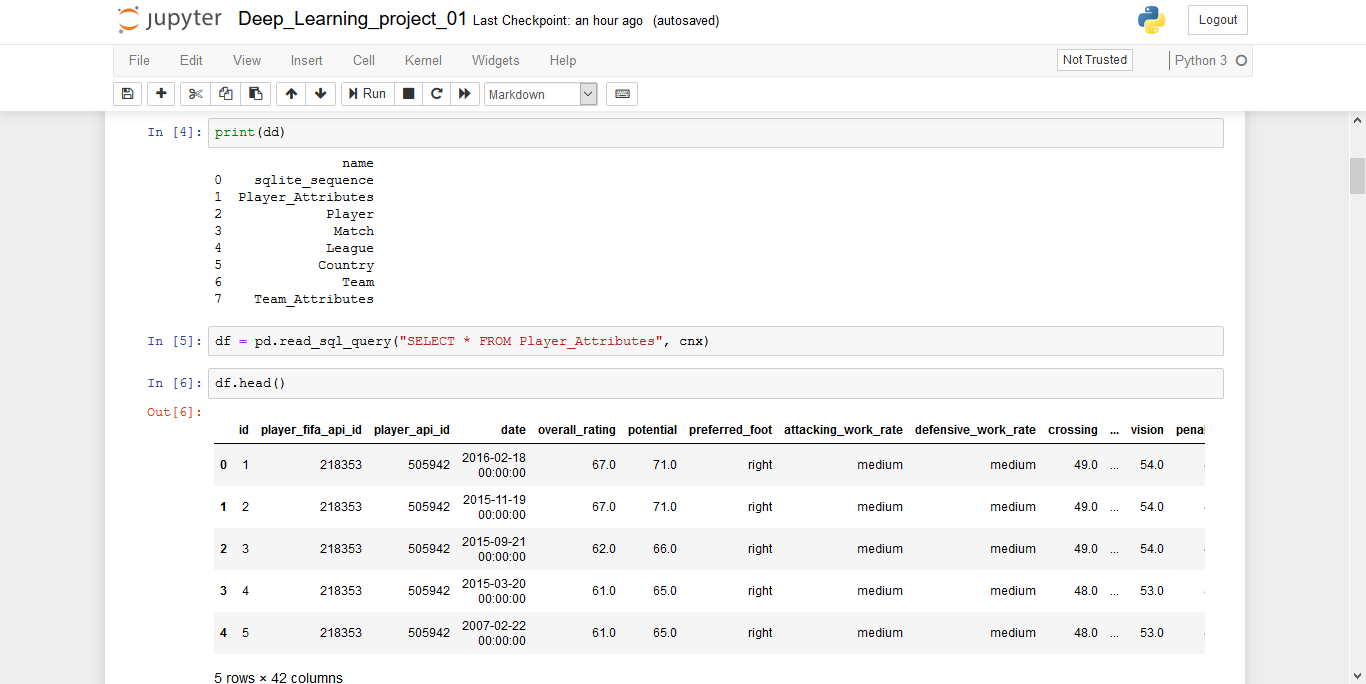 jupyter Deep_Learning_project_01 Last Checkpoint: an hour ago (autosaved) Logout
File Edit View Insert Cell Kernel Widgets Help Not Trusted Python 3
Run Markdown
In [4]: print(dd)
name
0 sqlite_sequence
1 Player_Attributes
2 Player
3 Match
4 League
5 Country
6 Team
7 Team_Attributes
In [5]: df = pd.read_sql_query("SELECT * FROM Player_Attributes", cnx)
In [6]: df.head()
Out[6]:
id player_fifa_api_id player_api_id date overall_rating potential preferred_foot attacking_work_rate defensive_work_rate crossing ... vision penal
0 1 218353 505942 2016-02-18 00:00:00 67.0 71.0 right medium medium 49.0 ... 54.0
1 2 218353 505942 2015-11-19 00:00:00 67.0 71.0 right medium medium 49.0 ... 54.0
2 3 218353 505942 2015-09-21 00:00:00 62.0 66.0 right medium medium 49.0 ... 54.0
3 4 218353 505942 2015-03-20 00:00:00 61.0 65.0 right medium medium 48.0 ... 53.0
4 5 218353 505942 2007-02-22 00:00:00 61.0 65.0 right medium medium 48.0 ... 53.0
5 rows × 42 columns